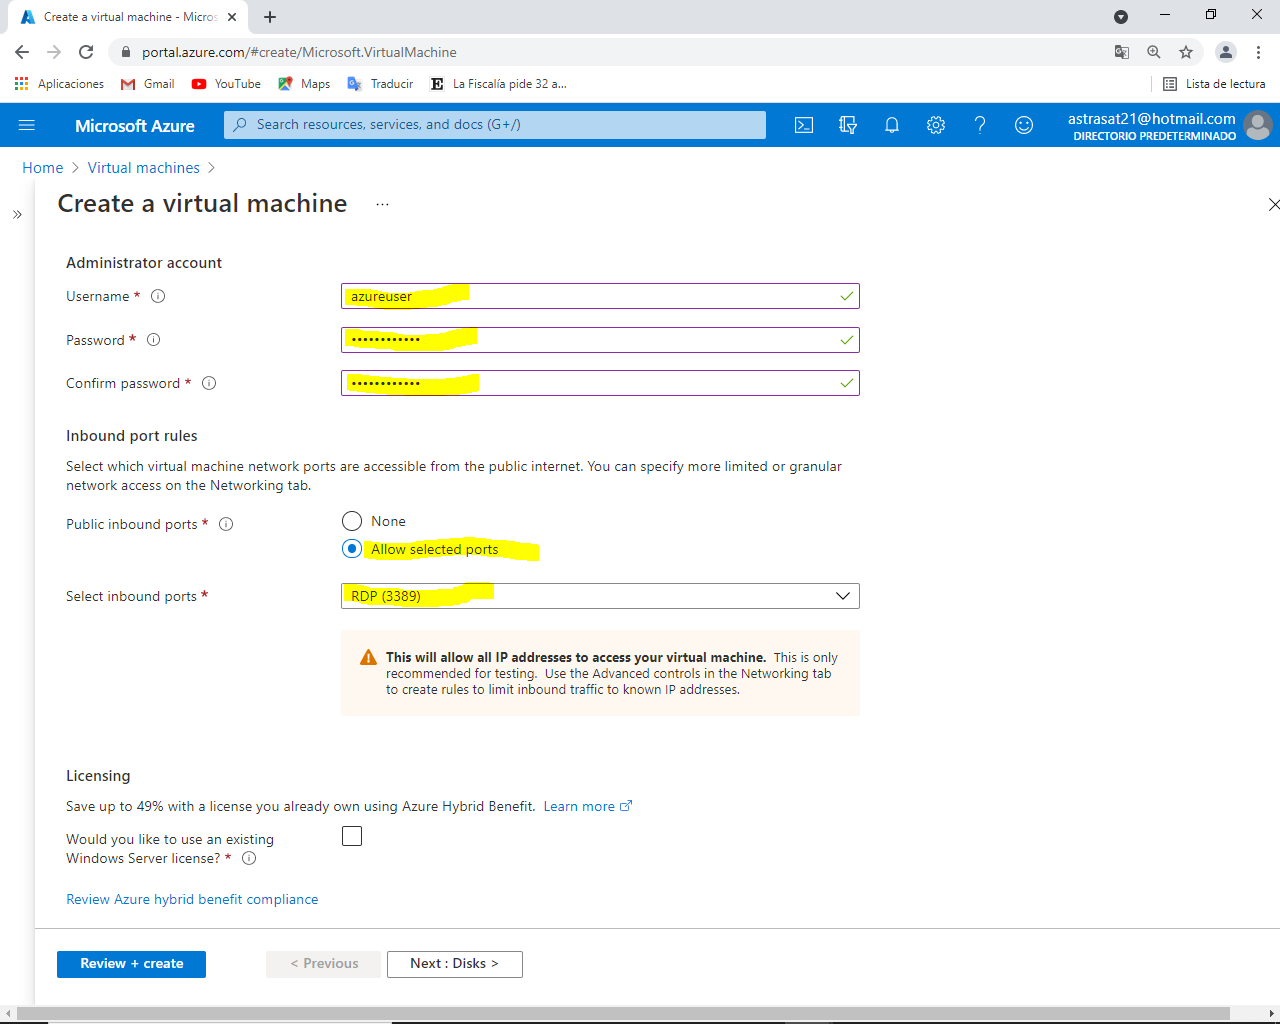 Create a virtual machine - Micros
portal.azure.com/#create/Microsoft.VirtualMachine
Aplicaciones Gmail YouTube Maps Traducir La Fiscalía pide 32 a... Lista de lectura
Microsoft Azure Search resources, services, and docs (G+/) astrasat21@hotmail.com
DIRECTORIO PREDETERMINADO
Home > Virtual machines >
Create a virtual machine ...
Administrator account
Username * azureuser
Password * ••••••••••••
Confirm password * ••••••••••••
Inbound port rules
Select which virtual machine network ports are accessible from the public internet. You can specify more limited or granular
network access on the Networking tab.
Public inbound ports * None
Allow selected ports
Select inbound ports * RDP (3389)
This will allow all IP addresses to access your virtual machine. This is only
recommended for testing. Use the Advanced controls in the Networking tab
to create rules to limit inbound traffic to known IP addresses.
Licensing
Save up to 49% with a license you already own using Azure Hybrid Benefit. Learn more
Would you like to use an existing
Windows Server license? *
Review Azure hybrid benefit compliance
Review + create < Previous Next : Disks >